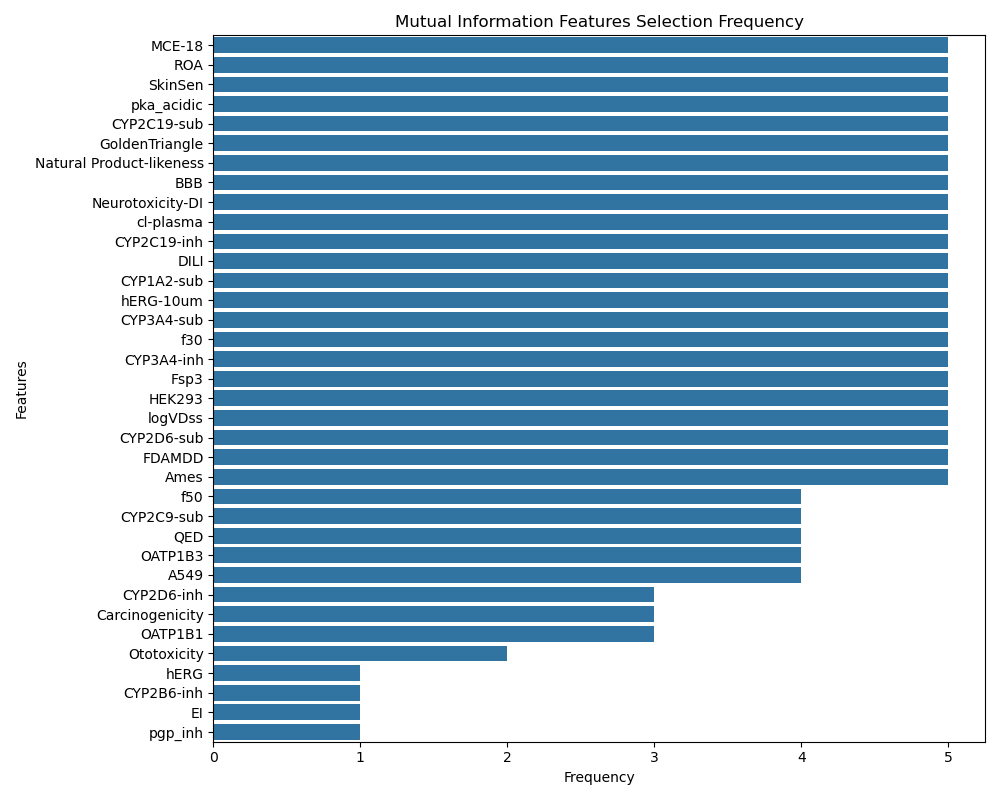 Mutual Information Features Selection Frequency
MCE-18
ROA
SkinSen
pka_acidic
CYP2C19-sub
GoldenTriangle
Natural Product-likeness
BBB
Neurotoxicity-DI
cl-plasma
CYP2C19-inh
DILI
CYP1A2-sub
hERG-10um
CYP3A4-sub
f30
CYP3A4-inh
Fsp3
HEK293
logVDss
CYP2D6-sub
FDAMDD
Ames
f50
CYP2C9-sub
QED
OATP1B3
A549
CYP2D6-inh
Carcinogenicity
OATP1B1
Ototoxicity
hERG
CYP2B6-inh
EI
pgp_inh
Features
0 1 2 3 4 5
Frequency